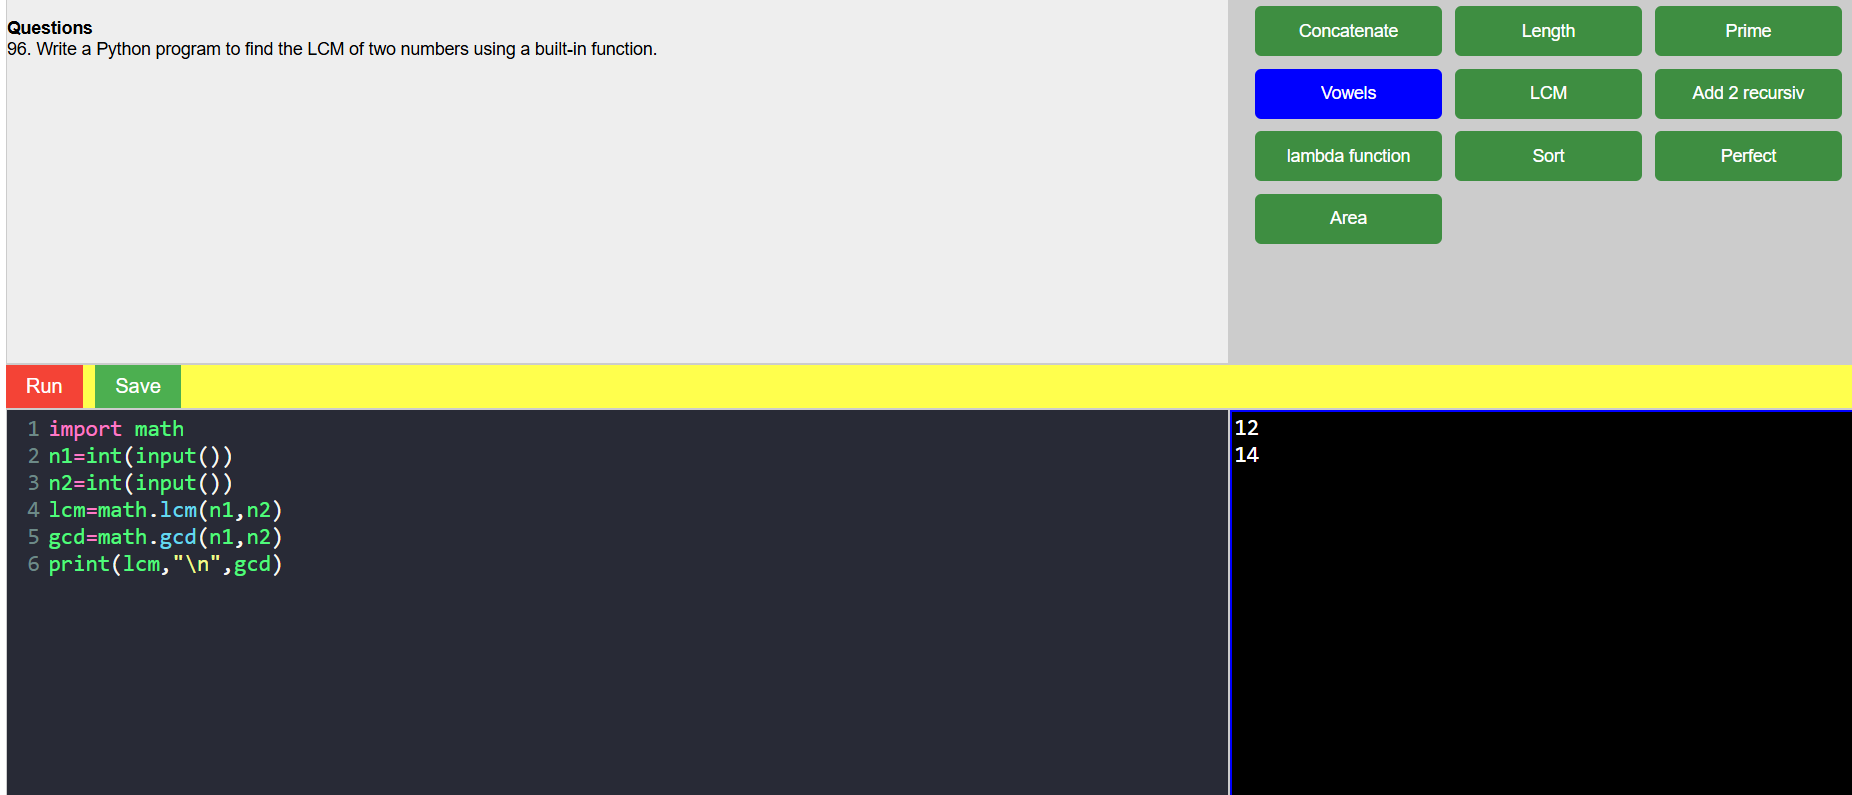 Questions
96. Write a Python program to find the LCM of two numbers using a built-in function.
Concatenate Length Prime
Vowels LCM Add 2 recursiv
lambda function Sort Perfect
Area
Run Save
1 import math
2 n1=int(input())
3 n2=int(input())
4 lcm=math.lcm(n1,n2)
5 gcd=math.gcd(n1,n2)
6 print(lcm,"\n",gcd)
12
14